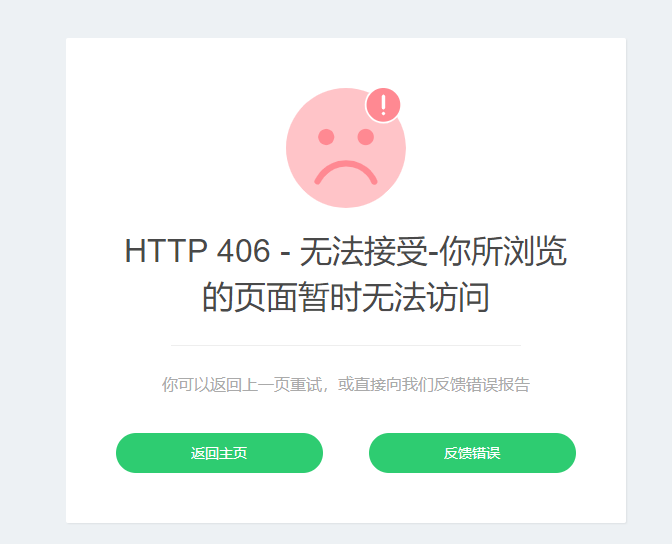 HTTP 406 - 无法接受-你所浏览
的页面暂时无法访问
你可以返回上一页重试，或直接向我们反馈错误报告
返回主页
反馈错误